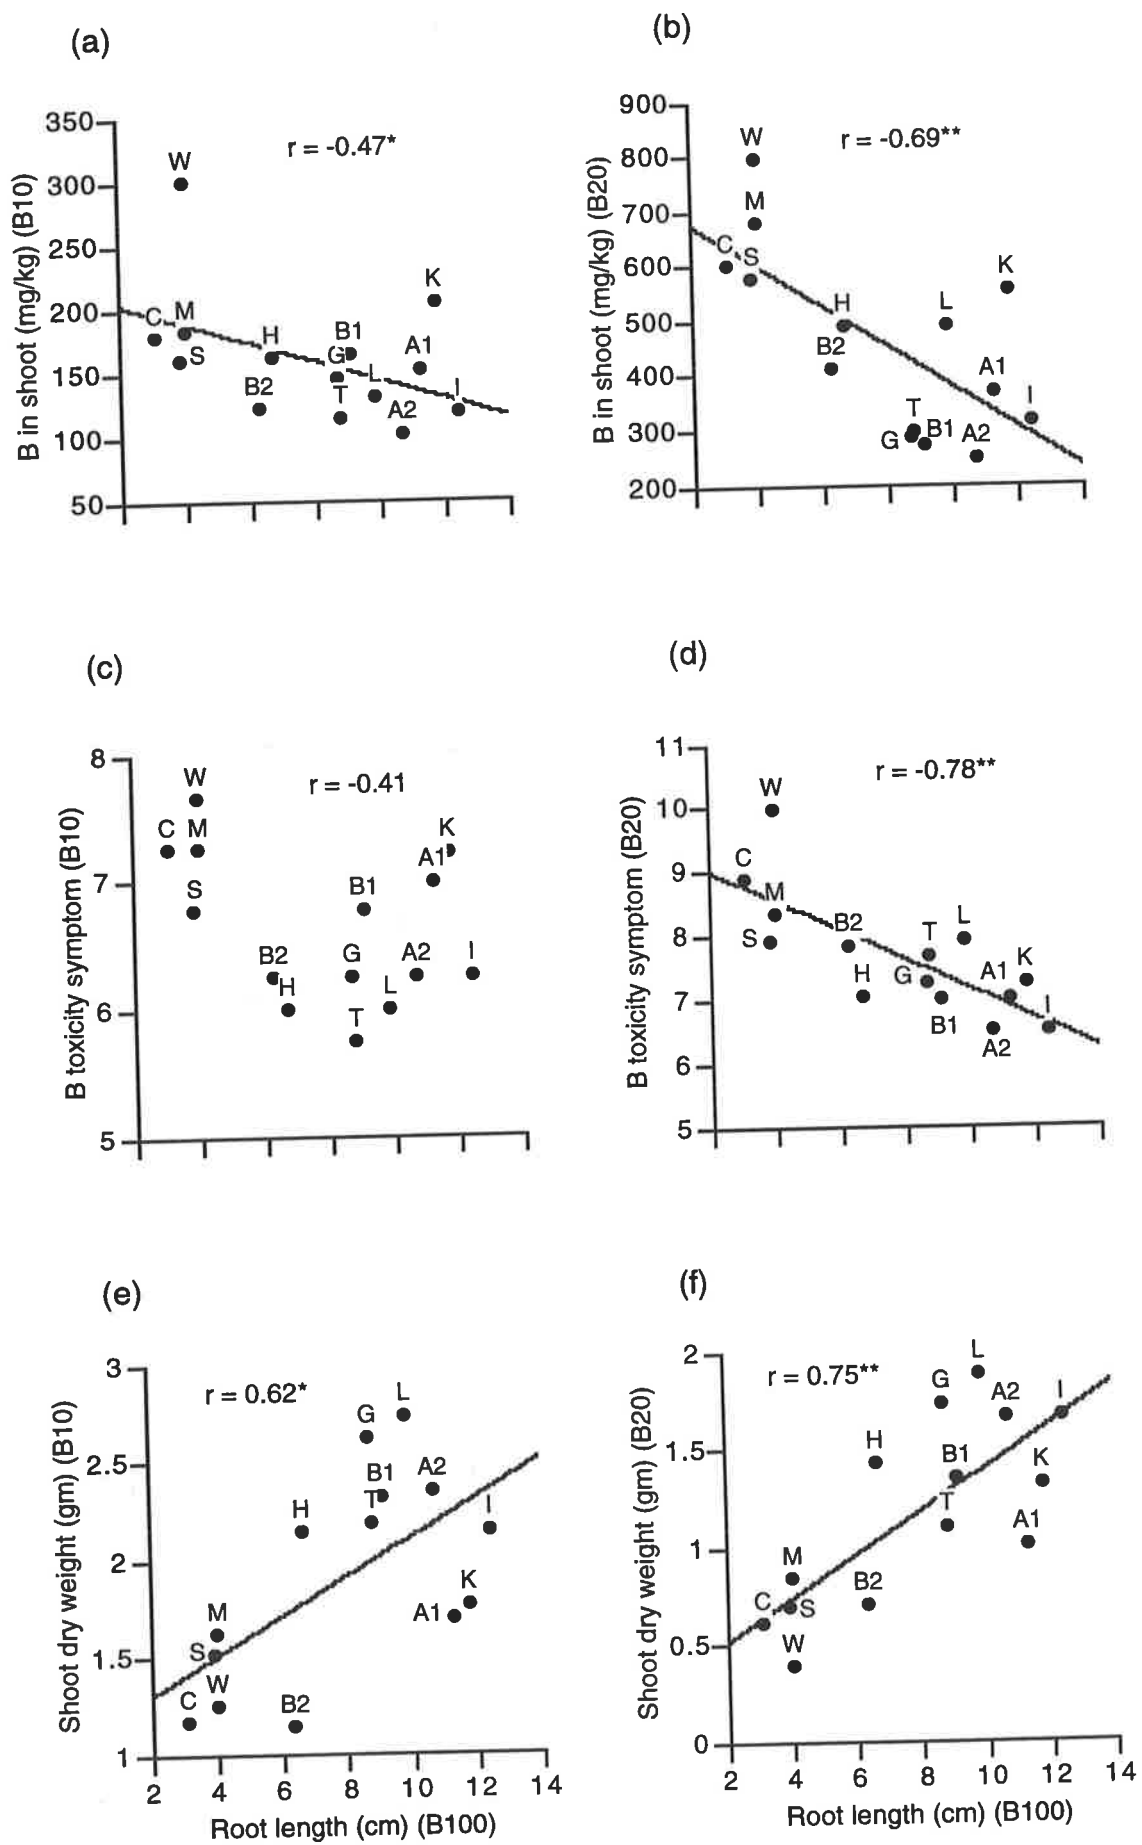 (a)
B in shoot (mg/kg) (B10)
350
300
250
200
150
100
50
r = -0.47*
W
K
C
M
S
H
B2
B1
G
T
L
A1
A2
I
(b)
B in shoot (mg/kg) (B20)
900
800
700
600
500
400
300
200
r = -0.69**
W
M
C
S
K
H
L
B2
A1
T
I
G
B1
A2
(c)
B toxicity symptom (B10)
8
7
6
5
r = -0.41
W
C
M
K
A1
S
B1
B2
H
G
A2
I
L
T
(d)
B toxicity symptom (B20)
11
10
9
8
7
6
5
r = -0.78**
W
C
M
S
B2
T
L
H
G
A1
K
B1
I
A2
(e)
Shoot dry weight (gm) (B10)
3
2.5
2
1.5
1
r = 0.62*
L
G
B1
A2
T
H
I
K
A1
M
S
W
C
B2
2 4 6 8 10 12 14
Root length (cm) (B100)
(f)
Shoot dry weight (gm) (B20)
2
1.5
1
0.5
0
r = 0.75**
L
G
A2
I
H
B1
K
T
A1
M
B2
C
S
W
2 4 6 8 10 12 14
Root length (cm) (B100)